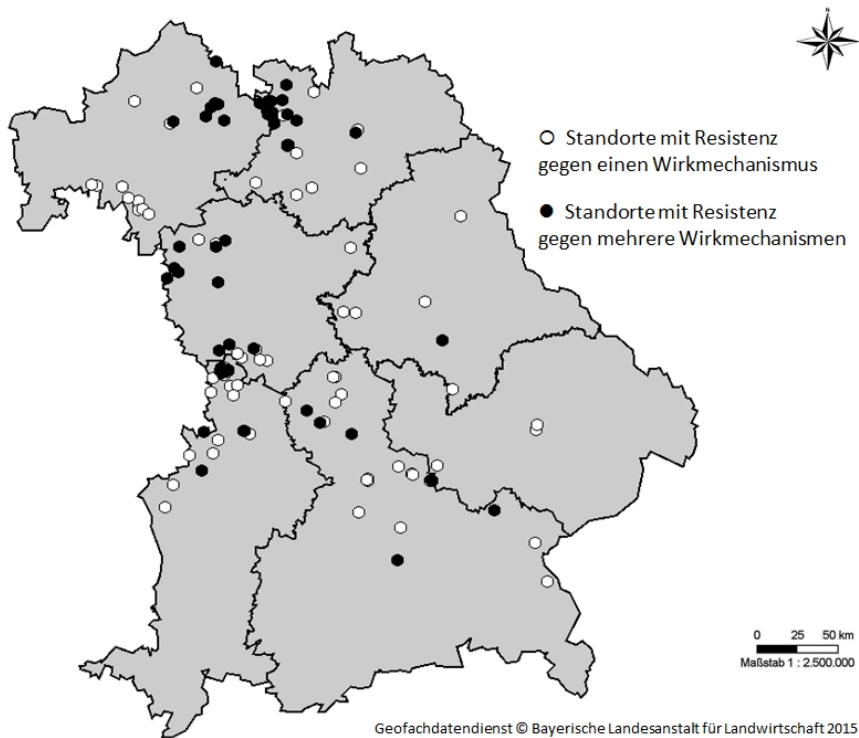 N
Standorte mit Resistenz
gegen einen Wirkmechanismus
Standorte mit Resistenz
gegen mehrere Wirkmechanismen
0 25 50 km
Maßstab 1 : 2.500.000
Geofachdatendienst © Bayerische Landesanstalt für Landwirtschaft 2015